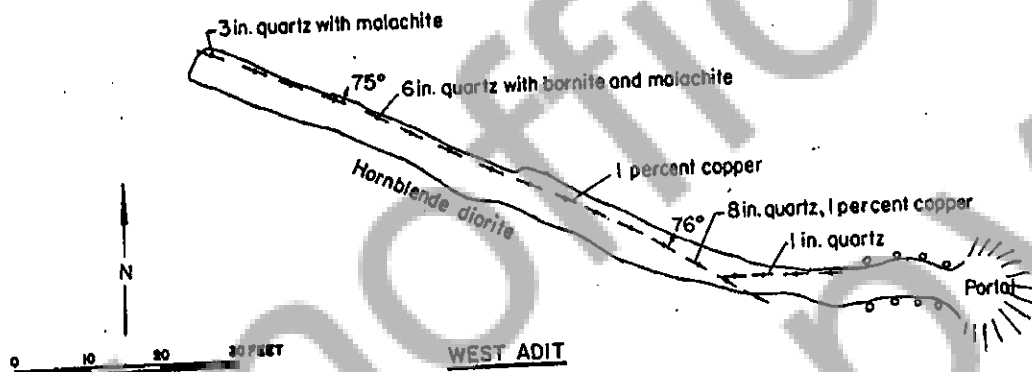 3 in. quartz with malachite
75°
6 in. quartz with bornite and malachite
1 percent copper
Hornblende diorite
8 in. quartz, 1 percent copper
76°
1 in. quartz
N
Portal
0 10 20 30 FEET
WEST ADIT